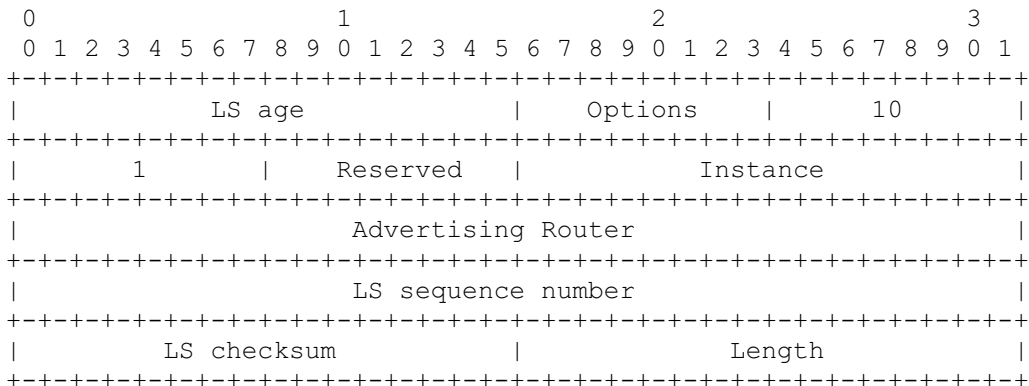 0                   1                   2                   3
0 1 2 3 4 5 6 7 8 9 0 1 2 3 4 5 6 7 8 9 0 1 2 3 4 5 6 7 8 9 0 1
+-+-+-+-+-+-+-+-+-+-+-+-+-+-+-+-+-+-+-+-+-+-+-+-+-+-+-+-+-+-+-+-+
|            LS age             |    Options    |      10       |
+-+-+-+-+-+-+-+-+-+-+-+-+-+-+-+-+-+-+-+-+-+-+-+-+-+-+-+-+-+-+-+-+
|       1       |    Reserved   |           Instance            |
+-+-+-+-+-+-+-+-+-+-+-+-+-+-+-+-+-+-+-+-+-+-+-+-+-+-+-+-+-+-+-+-+
|                     Advertising Router                        |
+-+-+-+-+-+-+-+-+-+-+-+-+-+-+-+-+-+-+-+-+-+-+-+-+-+-+-+-+-+-+-+-+
|                     LS sequence number                        |
+-+-+-+-+-+-+-+-+-+-+-+-+-+-+-+-+-+-+-+-+-+-+-+-+-+-+-+-+-+-+-+-+
|         LS checksum           |             Length            |
+-+-+-+-+-+-+-+-+-+-+-+-+-+-+-+-+-+-+-+-+-+-+-+-+-+-+-+-+-+-+-+-+